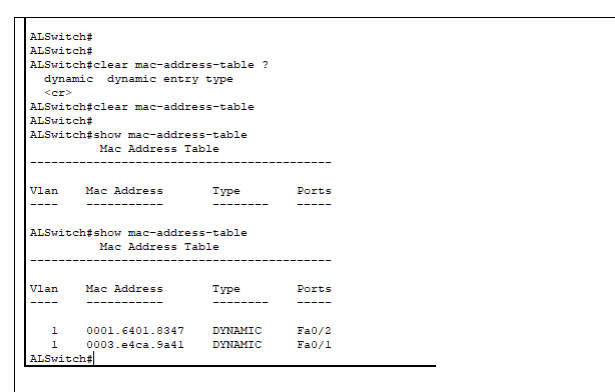 ALSwitch#
ALSwitch#
ALSwitch#clear mac-address-table ?
  dynamic  dynamic entry type
  <cr>
ALSwitch#clear mac-address-table
ALSwitch#
ALSwitch#show mac-address-table
          Mac Address Table
-------------------------------------------

Vlan    Mac Address       Type        Ports
----    -----------       --------    -----

ALSwitch#show mac-address-table
          Mac Address Table
-------------------------------------------

Vlan    Mac Address       Type        Ports
----    -----------       --------    -----

   1    0001.6401.8347    DYNAMIC     Fa0/2
   1    0003.e4ca.9a41    DYNAMIC     Fa0/1
ALSwitch#